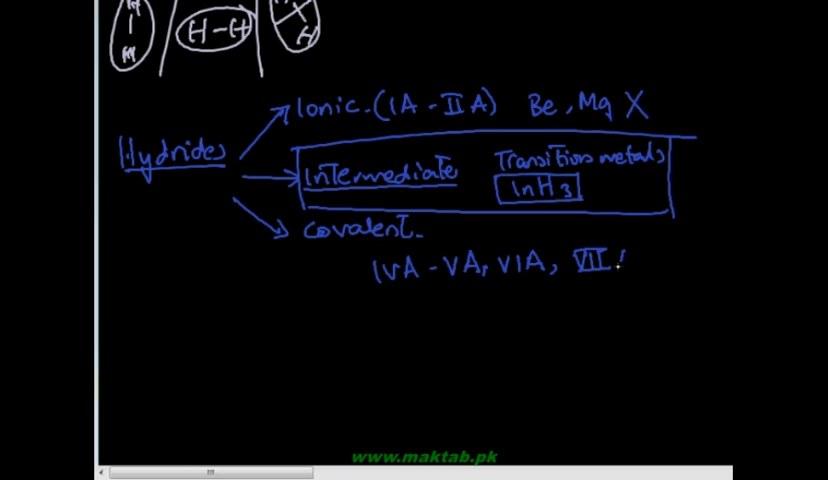 H H
H-H
H
Ionic. (IA - IIA) Be, Mg X
Hydrides
Intermediate Transition metals
InH3
Covalent.
IVA - VA, VIA, VII
www.maktab.pk